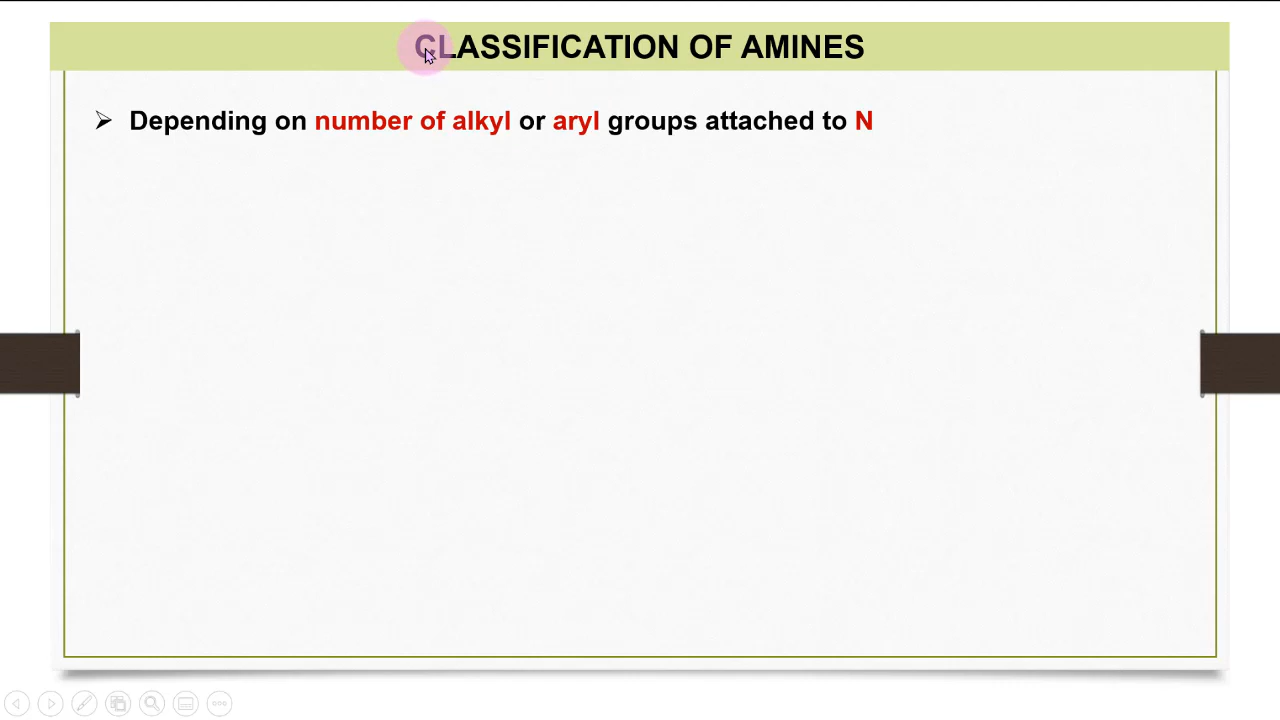 CLASSIFICATION OF AMINES
Depending on number of alkyl or aryl groups attached to N